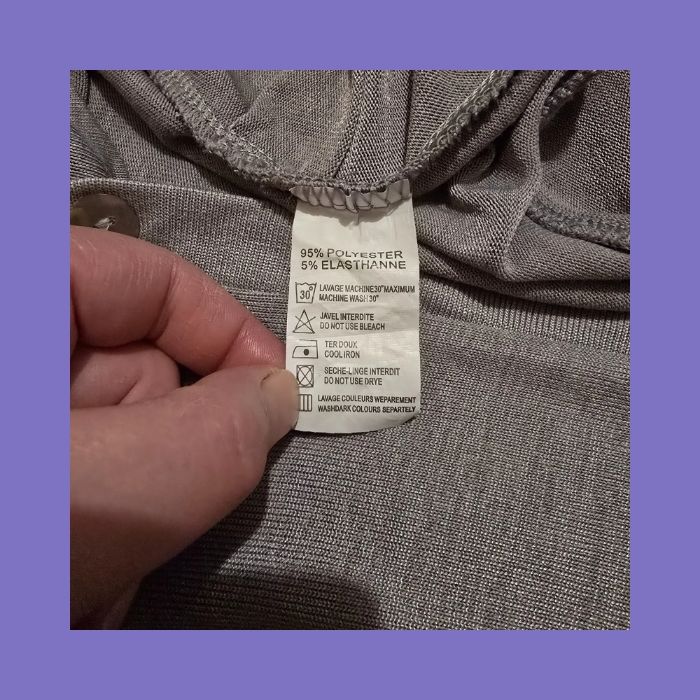 95% POLYESTER
5% ELASTHANNE
30°
LAVAGE MACHINE30°MAXIMUM
MACHINE WASH 30°
JAVEL INTERDITE
DO NOT USE BLEACH
TER DOUX
COOL IRON
SECHE-LINGE INTERDIT
DO NOT USE DRYE
LAVAGE COULEURS WEPAREMENT
WASHDARK COLOURS SEPARTELY